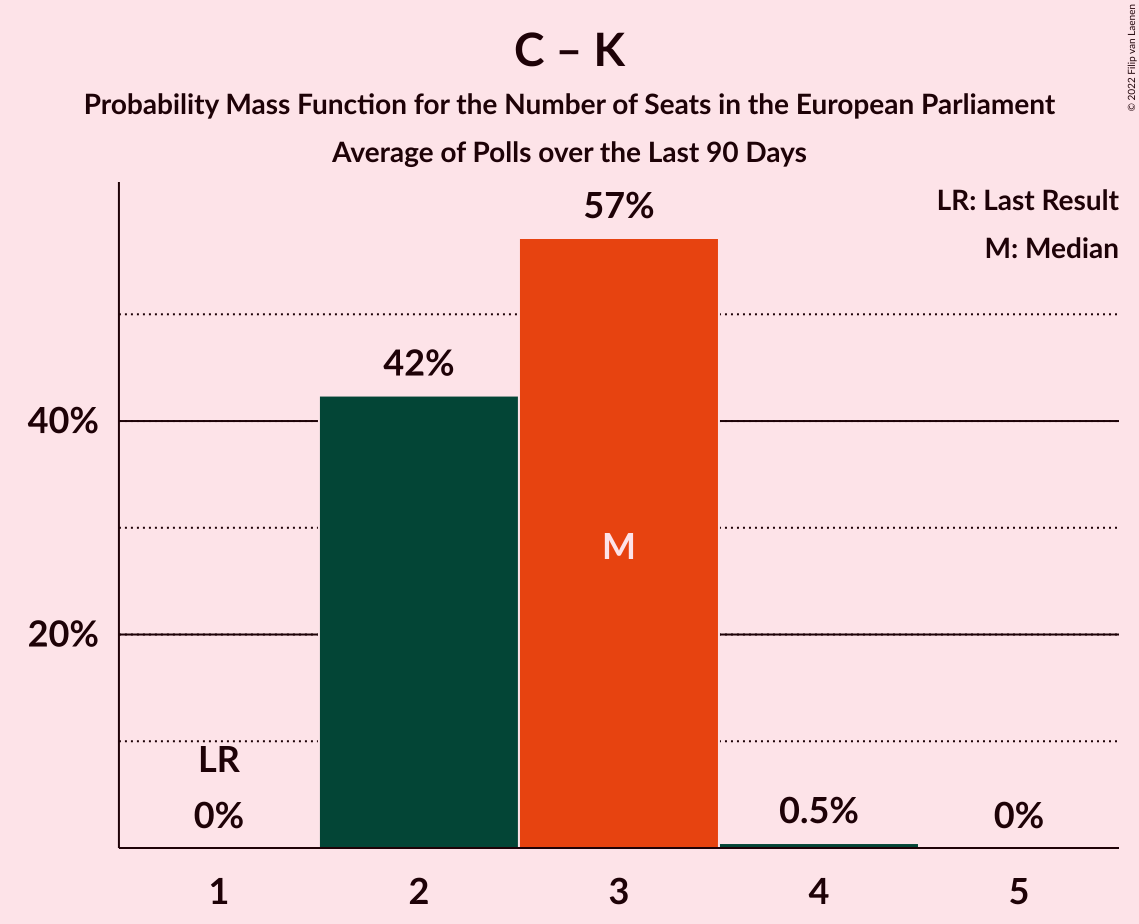 C – K
Probability Mass Function for the Number of Seats in the European Parliament
Average of Polls over the Last 90 Days
© 2022 Filip van Laenen
LR: Last Result
M: Median
57%
42%
40%
M
20%
LR
0%
0.5%
0%
1 2 3 4 5